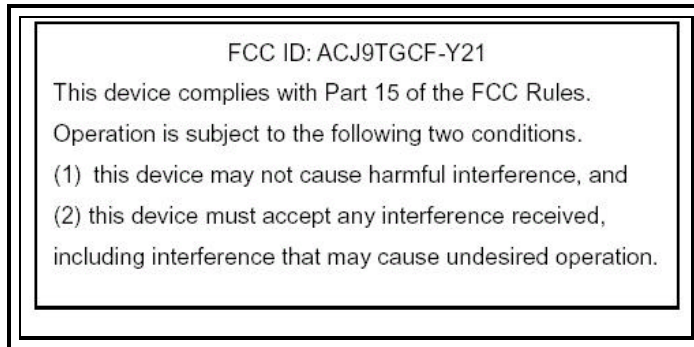 FCC ID: ACJ9TGCF-Y21
This device complies with Part 15 of the FCC Rules.
Operation is subject to the following two conditions.
(1) this device may not cause harmful interference, and
(2) this device must accept any interference received,
including interference that may cause undesired operation.